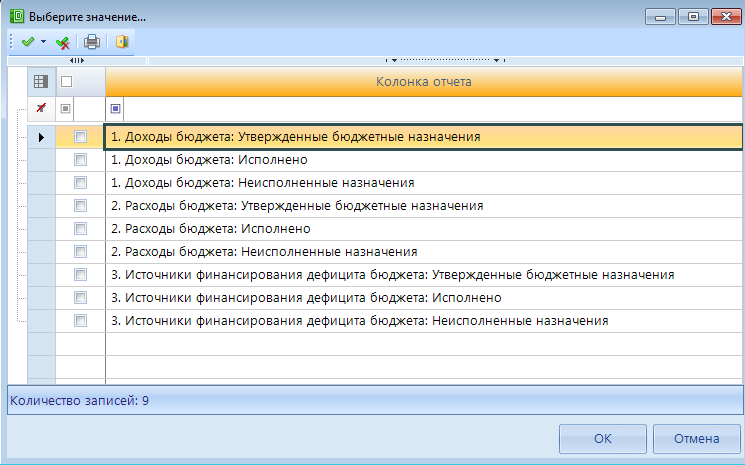 Выберите значение...
Колонка отчета
1. Доходы бюджета: Утвержденные бюджетные назначения
1. Доходы бюджета: Исполнено
1. Доходы бюджета: Неисполненные назначения
2. Расходы бюджета: Утвержденные бюджетные назначения
2. Расходы бюджета: Исполнено
2. Расходы бюджета: Неисполненные назначения
3. Источники финансирования дефицита бюджета: Утвержденные бюджетные назначения
3. Источники финансирования дефицита бюджета: Исполнено
3. Источники финансирования дефицита бюджета: Неисполненные назначения
Количество записей: 9
ОК Отмена